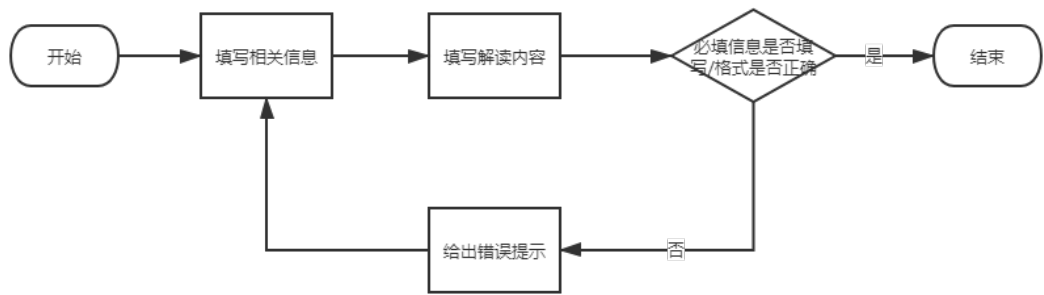 开始
填写相关信息
填写解读内容
必填信息是否填
写/格式是否正确
是
结束
给出错误提示
否